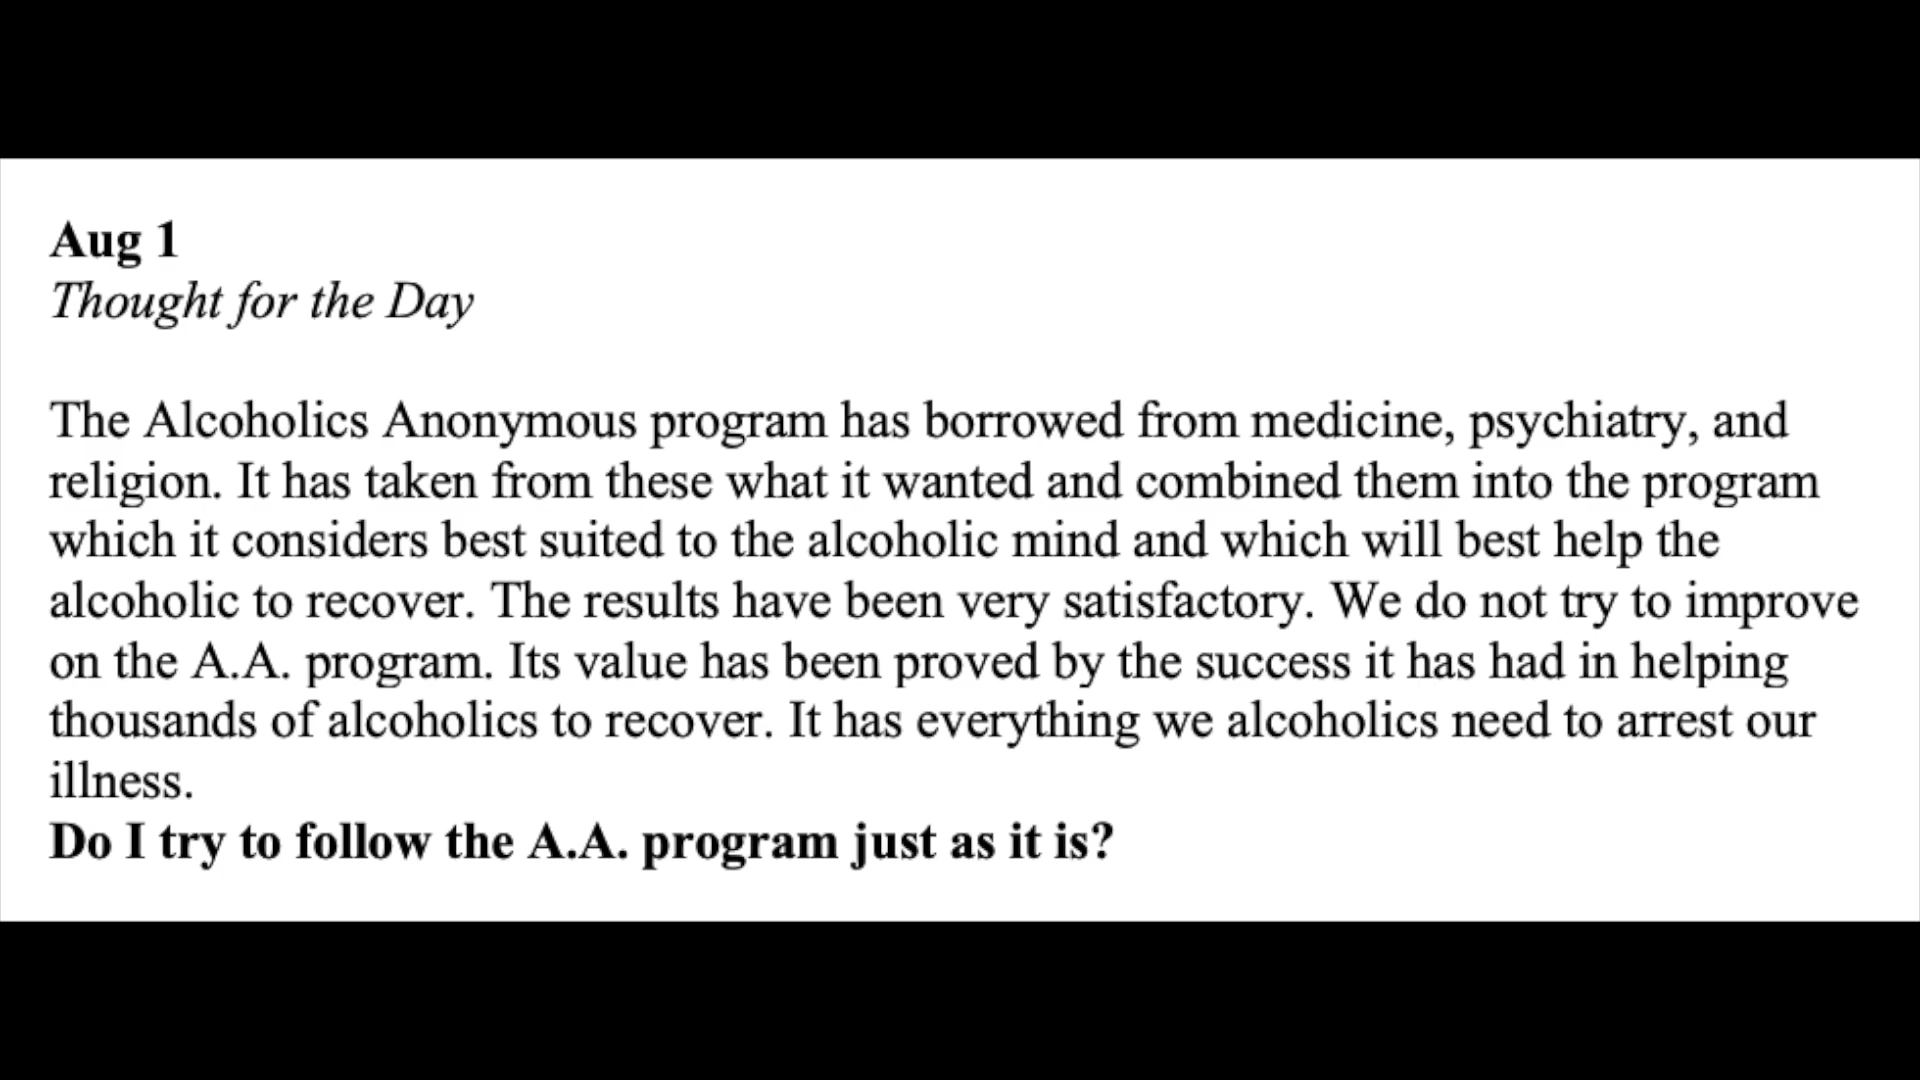 Aug 1
Thought for the Day
The Alcoholics Anonymous program has borrowed from medicine, psychiatry, and
religion. It has taken from these what it wanted and combined them into the program
which it considers best suited to the alcoholic mind and which will best help the
alcoholic to recover. The results have been very satisfactory. We do not try to improve
on the A.A. program. Its value has been proved by the success it has had in helping
thousands of alcoholics to recover. It has everything we alcoholics need to arrest our
illness.
Do I try to follow the A.A. program just as it is?